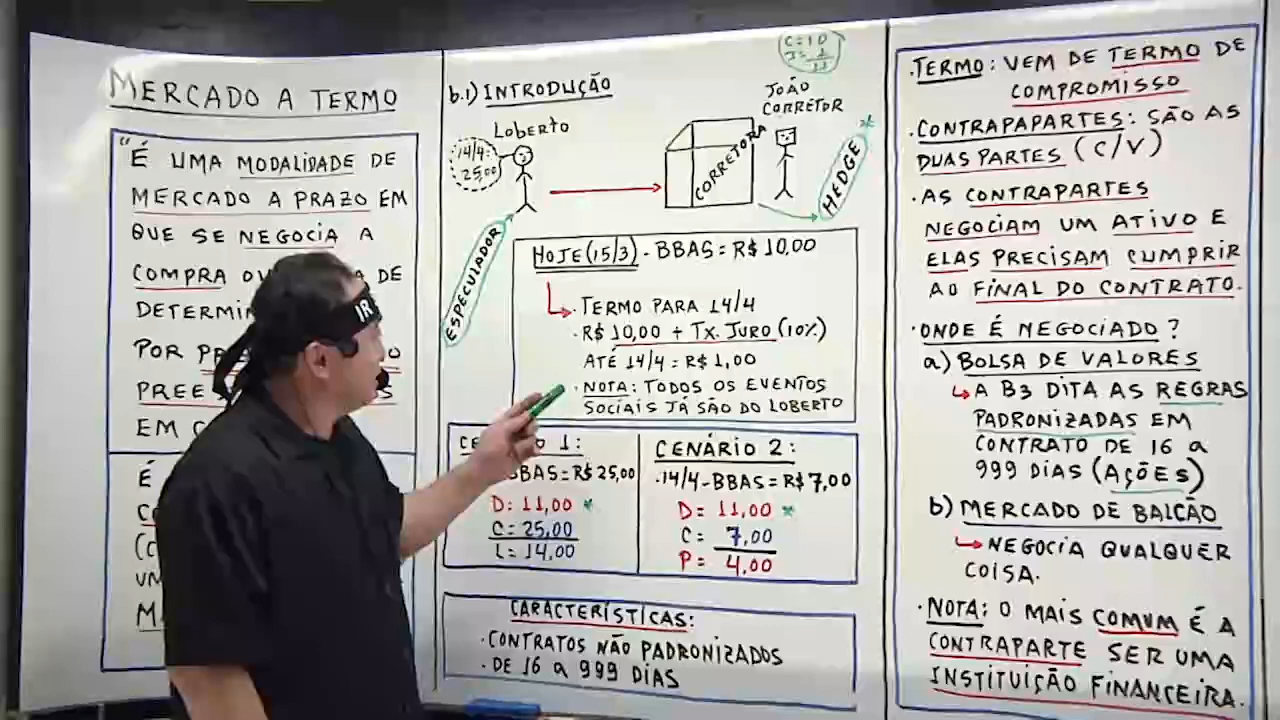 MERCADO A TERMO
"É UMA MODALIDADE DE
MERCADO A PRAZO EM
QUE SE NEGOCIA A
COMPRA DE
POR
EM
É
b.1) INTRODUÇÃO
Loberto
14/4:
25,00
ESPECULADOR
CORRETORA
C=10
JOÃO
CORRETOR
HEDGE *
HOJE (15/3) - BBAS = R$ 10,00
· TERMO PARA 14/4
· R$ 10,00 + TX. JURO (10%)
ATÉ 14/4 = R$ 1,00
· NOTA: TODOS OS EVENTOS
SOCIAIS JÁ SÃO DO LOBERTO
1:
BBAS = R$ 25,00
D: 11,00 *
C = 25,00
L = 14,00
CENÁRIO 2:
·14/4-BBAS = R$ 7,00
D= 11,00 *
C= 7,00
P= 4,00
CARACTERÍSTICAS:
· CONTRATOS NÃO PADRONIZADOS
· DE 16 a 999 DIAS
· TERMO: VEM DE TERMO DE
COMPROMISSO
· CONTRAPAPARTES: SÃO AS
DUAS PARTES (C/V)
· AS CONTRAPARTES
NEGOCIAM UM ATIVO E
ELAS PRECISAM CUMPRIR
AO FINAL DO CONTRATO.
· ONDE É NEGOCIADO?
a) BOLSA DE VALORES
↳ A B3 DITA AS REGRAS
PADRONIZADAS EM
CONTRATO DE 16 a
999 DIAS (AÇÕES)
b) MERCADO DE BALCÃO
↳ NEGOCIA QUALQUER
COISA.
· NOTA: O MAIS COMUM É A
CONTRAPARTE SER UMA
INSTITUIÇÃO FINANCEIRA.
IR